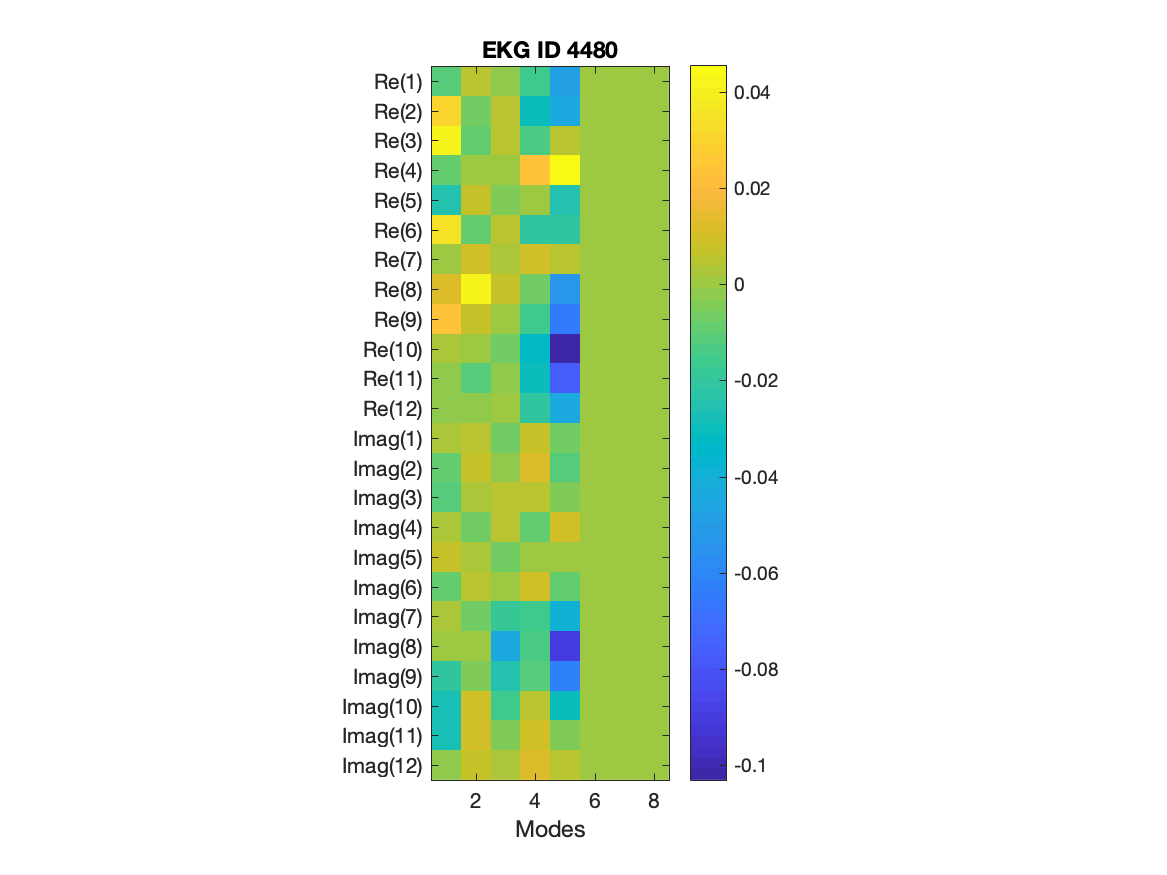 EKG ID 4480
Re(1)
Re(2)
Re(3)
Re(4)
Re(5)
Re(6)
Re(7)
Re(8)
Re(9)
Re(10)
Re(11)
Re(12)
Imag(1)
Imag(2)
Imag(3)
Imag(4)
Imag(5)
Imag(6)
Imag(7)
Imag(8)
Imag(9)
Imag(10)
Imag(11)
Imag(12)
2 4 6 8
Modes
0.04
0.02
0
-0.02
-0.04
-0.06
-0.08
-0.1